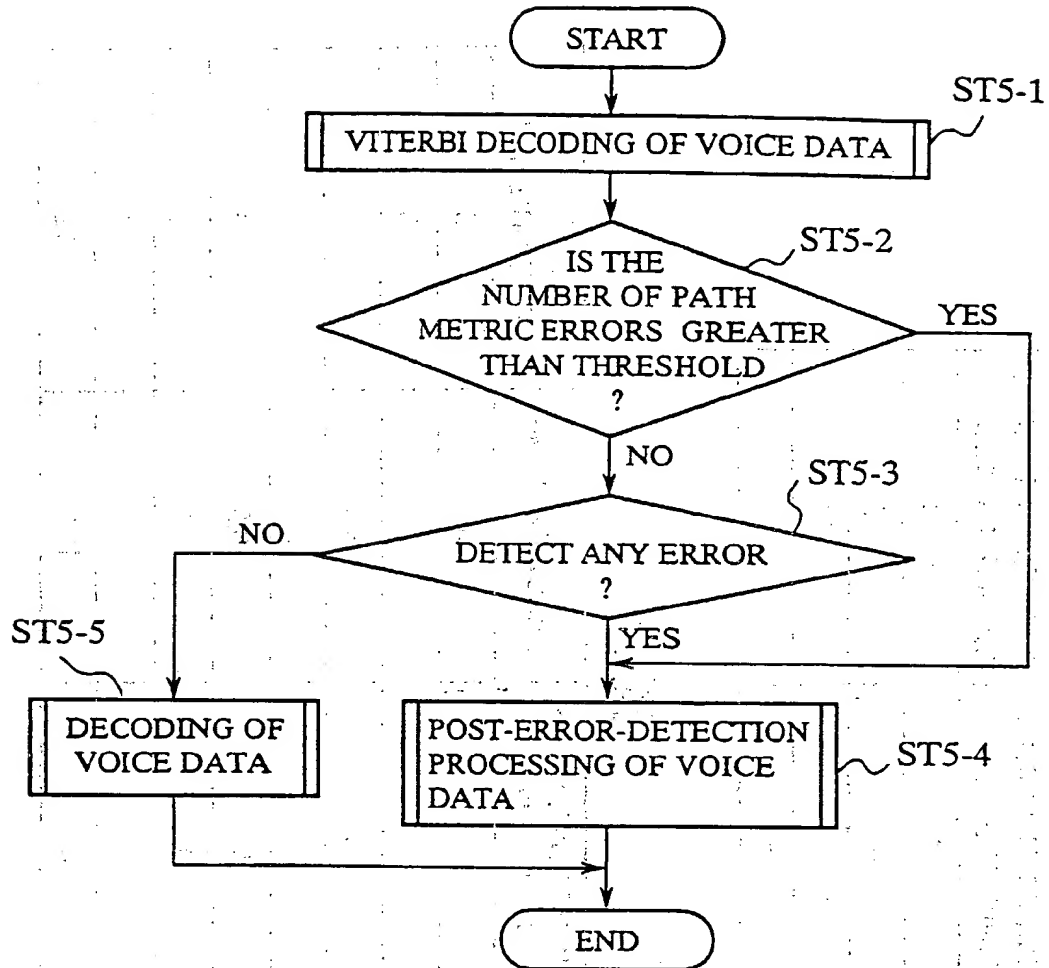 START
ST5-1
VITERBI DECODING OF VOICE DATA
ST5-2
IS THE
NUMBER OF PATH
METRIC ERRORS GREATER
THAN THRESHOLD
?
YES
NO
ST5-3
NO
DETECT ANY ERROR
?
YES
ST5-5
DECODING OF
VOICE DATA
POST-ERROR-DETECTION
PROCESSING OF VOICE
DATA
ST5-4
END